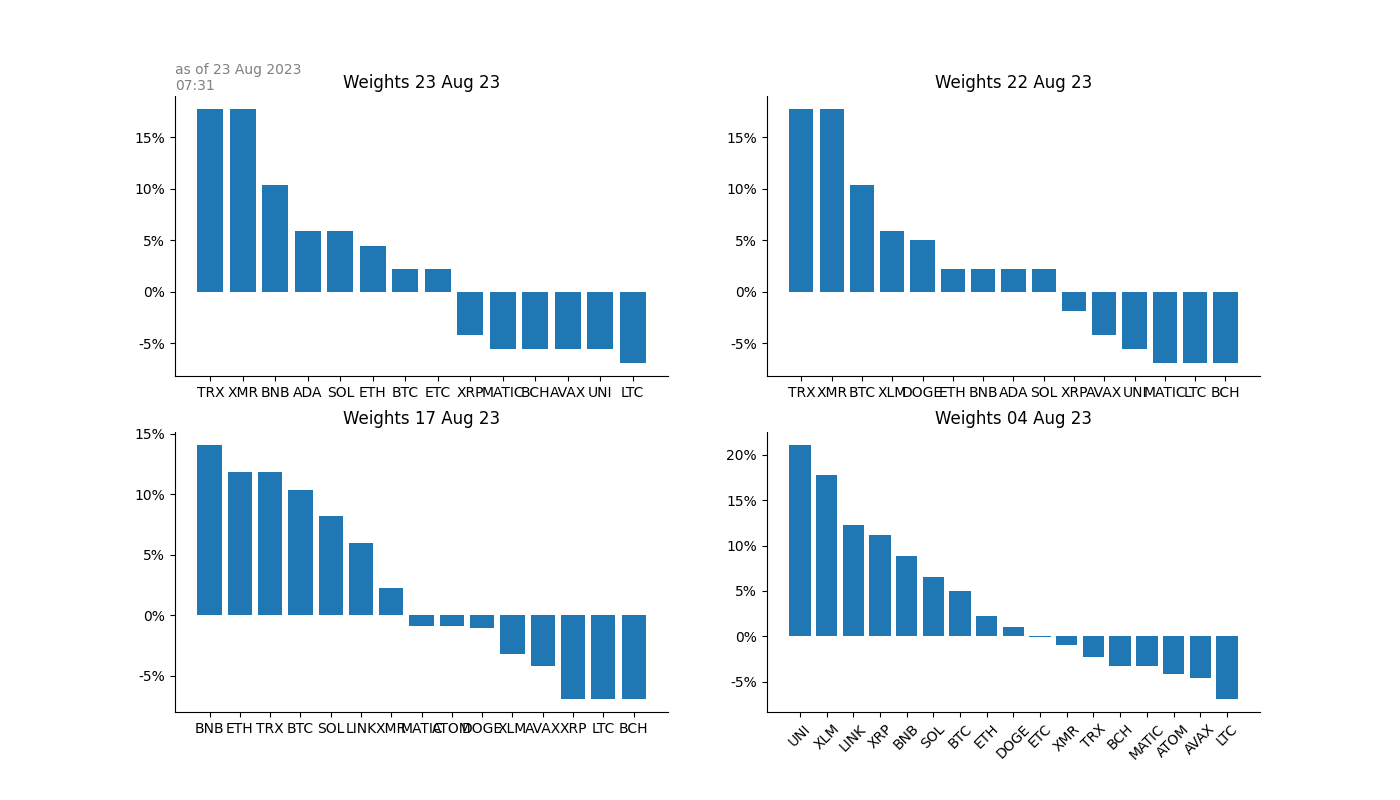 as of 23 Aug 2023
07:31
Weights 23 Aug 23
15%
10%
5%
0%
-5%
TRX XMR BNB ADA SOL ETH BTC ETC XRP MATIC BCH AVAX UNI LTC
Weights 22 Aug 23
15%
10%
5%
0%
-5%
TRX XMR BTC XLM DOGE ETH BNB ADA SOL XRP AVAX UNI MATIC LTC BCH
Weights 17 Aug 23
15%
10%
5%
0%
-5%
BNB ETH TRX BTC SOL LINK XMR MATIC ATOM DOGE XLM AVAX XRP LTC BCH
Weights 04 Aug 23
20%
15%
10%
5%
0%
-5%
UNI XLM LINK XRP BNB SOL BTC ETH DOGE ETC XMR TRX BCH MATIC ATOM AVAX LTC